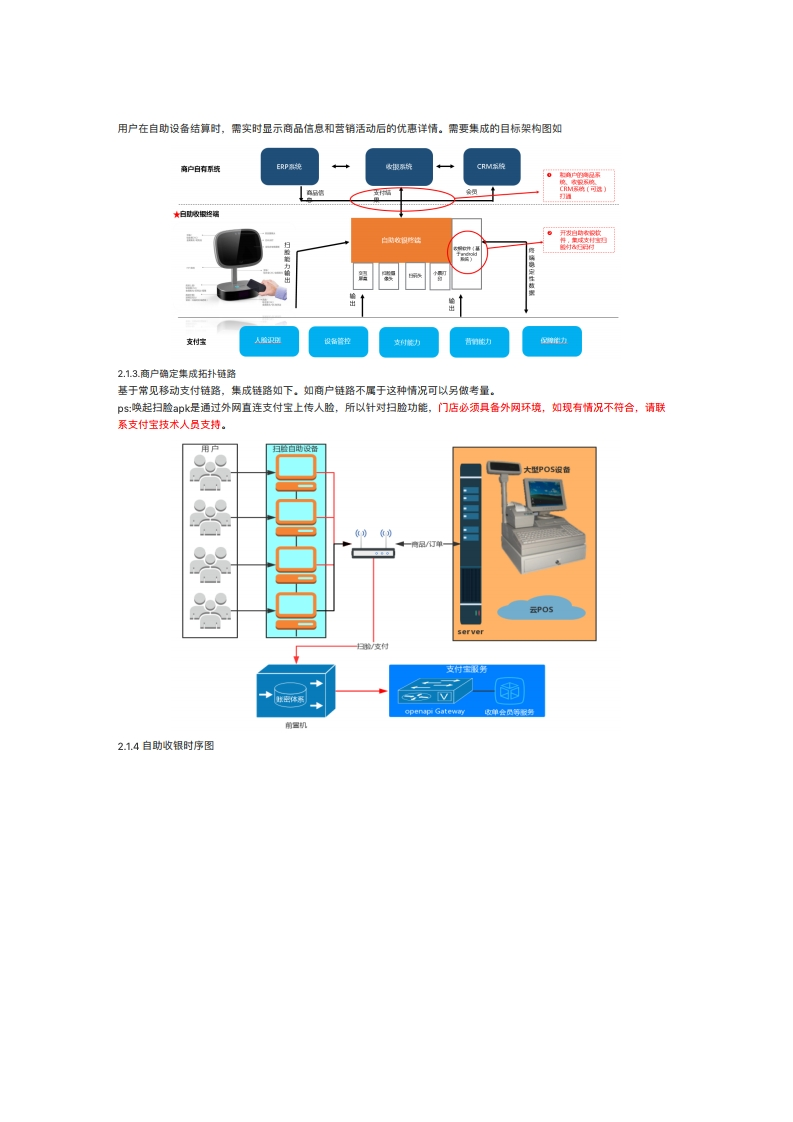 用户在自助设备结算时，需实时显示商品信息和营销活动后的优惠详情。需要集成的目标架构图如
商户自有系统
ERP系统
收银系统
CRM系统
商品信
息
支付结
果
会员
和商户的商品系
统、收银系统、
CRM系统（可选）
打通
★自助收银终端
扫脸能力输出
自助收银终端
收银软件（基
于android
系统）
交互
屏幕
扫脸摄
像头
扫码头
小票打
印
终端稳定性数据
开发自助收银软
件，集成支付宝扫
脸付&扫码付
输出
输出
支付宝
人脸识别
设备管控
支付能力
营销能力
保障能力
2.1.3.商户确定集成拓扑链路
基于常见移动支付链路，集成链路如下。如商户链路不属于这种情况可以另做考量。
ps:唤起扫脸apk是通过外网直连支付宝上传人脸，所以针对扫脸功能，门店必须具备外网环境，如现有情况不符合，请联
系支付宝技术人员支持。
用 户
扫脸自助设备
大型POS设备
商品/订单
云POS
server
扫脸/支付
账密体系
前置机
支付宝服务
openapi Gateway
收单会员等服务
2.1.4 自助收银时序图